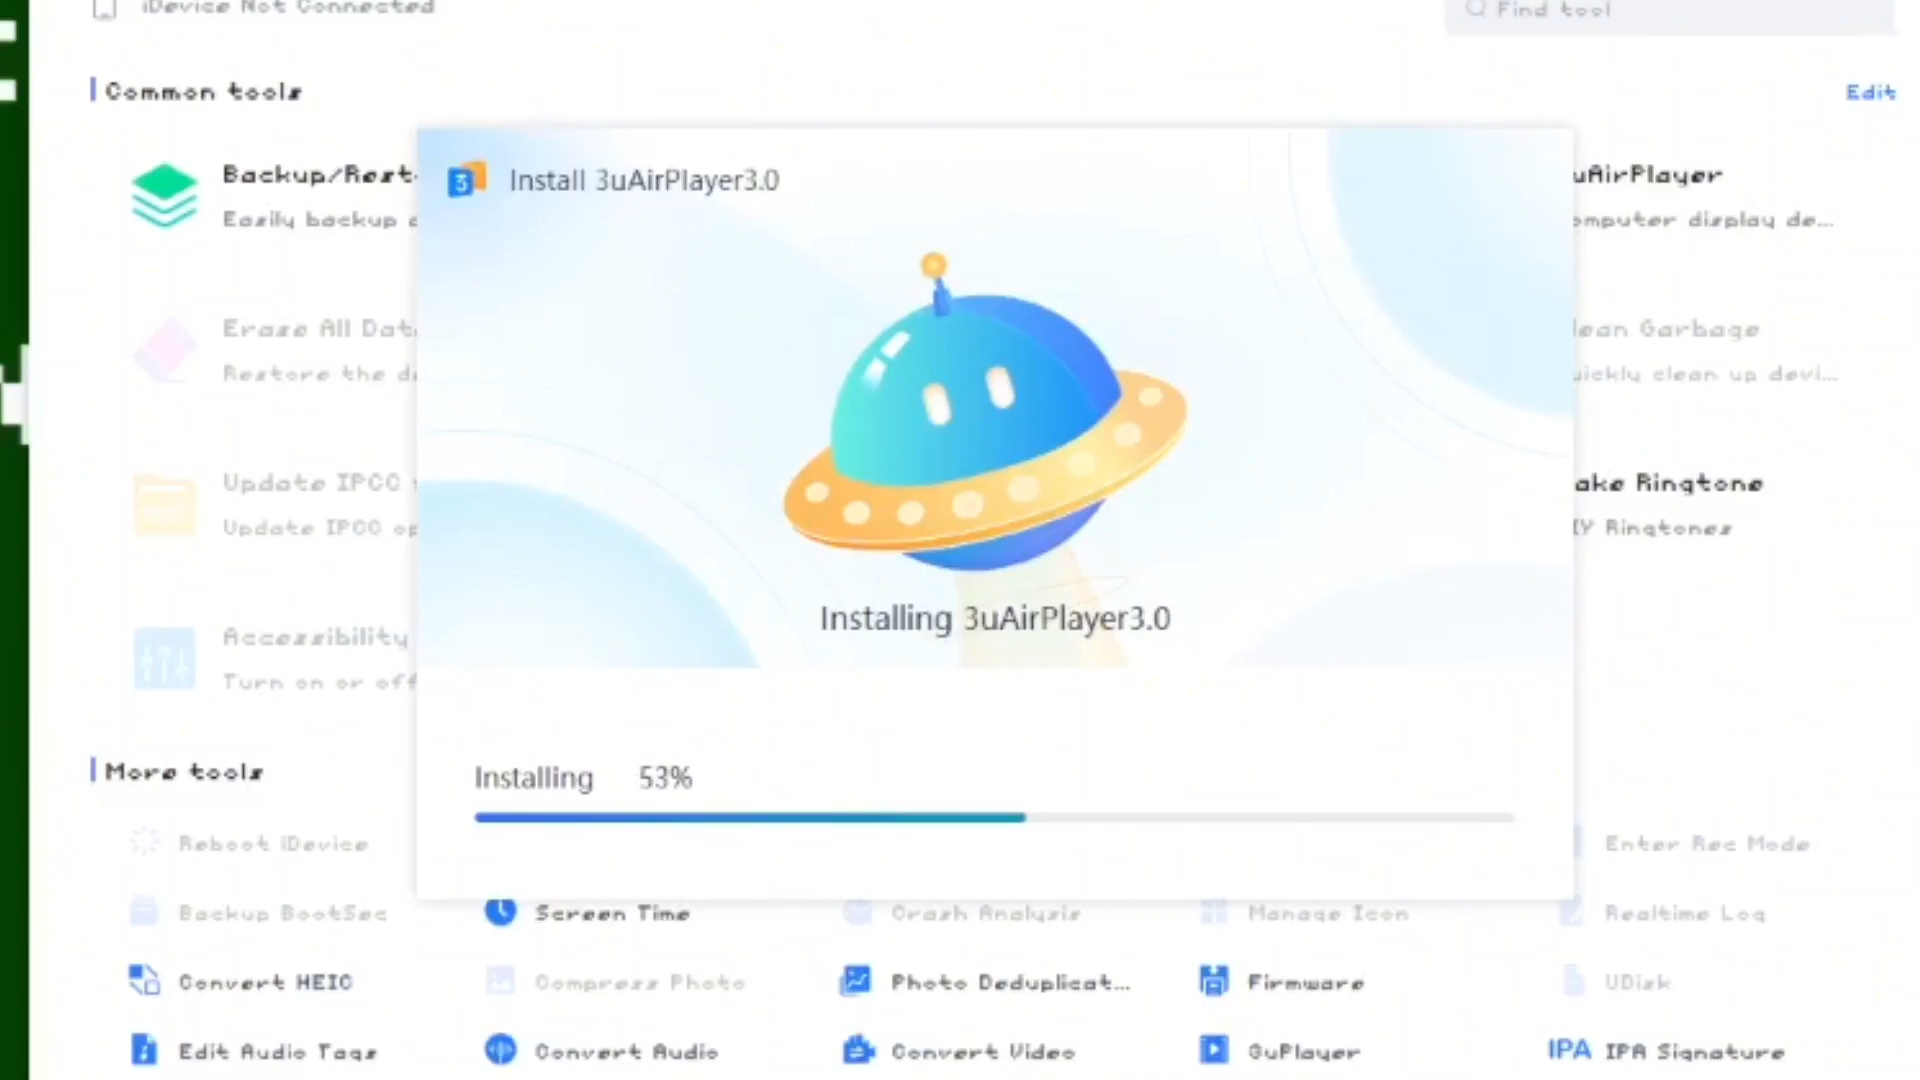 iDevice Not Connected
Find tool
Common tools
Edit
Backup/Rest
Easily backup
Install 3uAirPlayer3.0
uAirPlayer
omputer display de...
Erase All Dat
Restore the d
lean Garbage
uickly clean up devi...
Update IPCC
Update IPCC op
ake Ringtone
IY Ringtones
Installing 3uAirPlayer3.0
Accessibility
Turn on or off
More tools
Installing 53%
Reboot iDevice
Enter Rec Mode
Backup BootSec
Screen Time
Crash Analysis
Manage Icon
Realtime Log
Convert HEIC
Compress Photo
Photo Deduplicat...
Firmware
UDisk
Edit Audio Tags
Convert Audio
Convert Video
3uPlayer
IPA IPA Signature